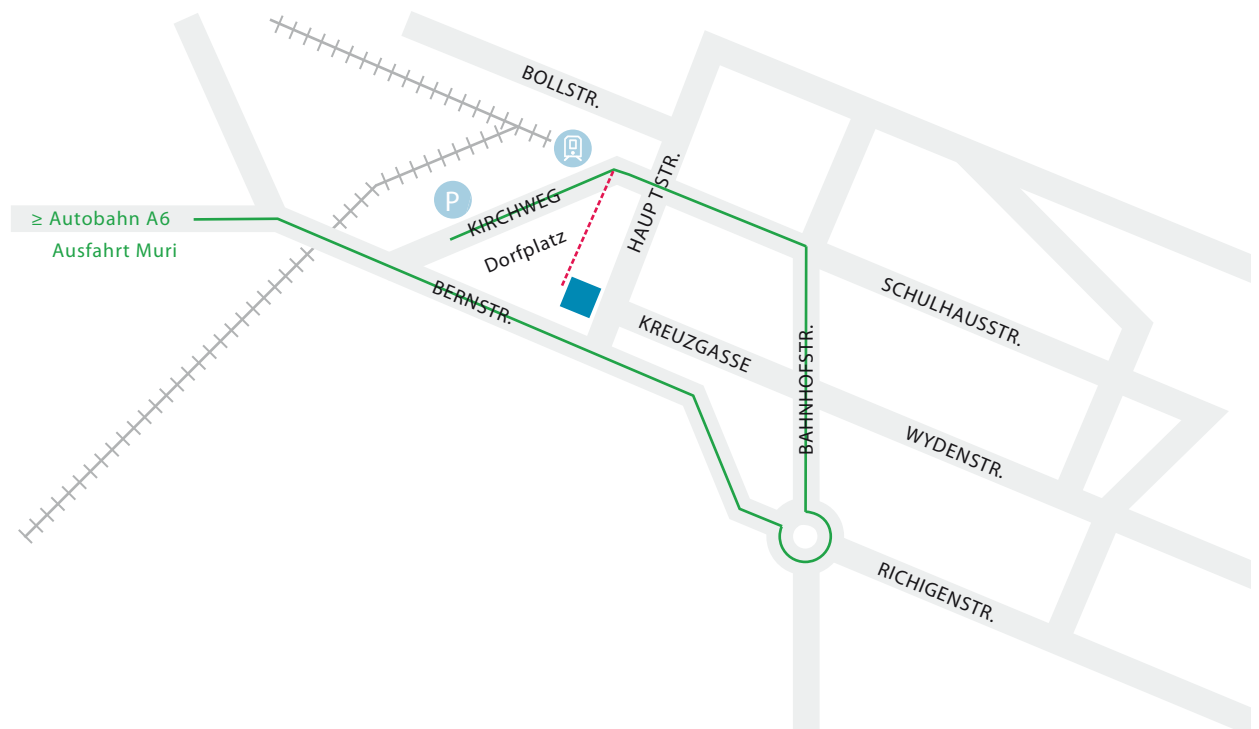 BOLLSTR.
P
KIRCHWEG
HAUPTSTR.
≥ Autobahn A6
Ausfahrt Muri
Dorfplatz
BERNSTR.
SCHULHAUSSTR.
KREUZGASSE
BAHNHOFSTR.
WYDENSTR.
RICHIGENSTR.